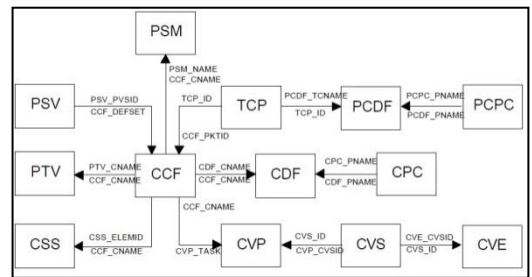 PSM
PSM_NAME
CCF_CNAME
PSV
PSV_PVSID
CCF_DEFSET
TCP_ID
TCP
PCDF_TCNAME
TCP_ID
PCDF
PCPC_PNAME
PCDF_PNAME
PCPC
CCF_PKTID
PTV
PTV_CNAME
CCF_CNAME
CCF
CDF_CNAME
CCF_CNAME
CDF
CPC_PNAME
CDF_PNAME
CPC
CCF_CNAME
CSS
CSS_ELEMID
CCF_CNAME
CVP_TASK
CVP
CVS_ID
CVP_CVSID
CVS
CVE_CVSID
CVS_ID
CVE